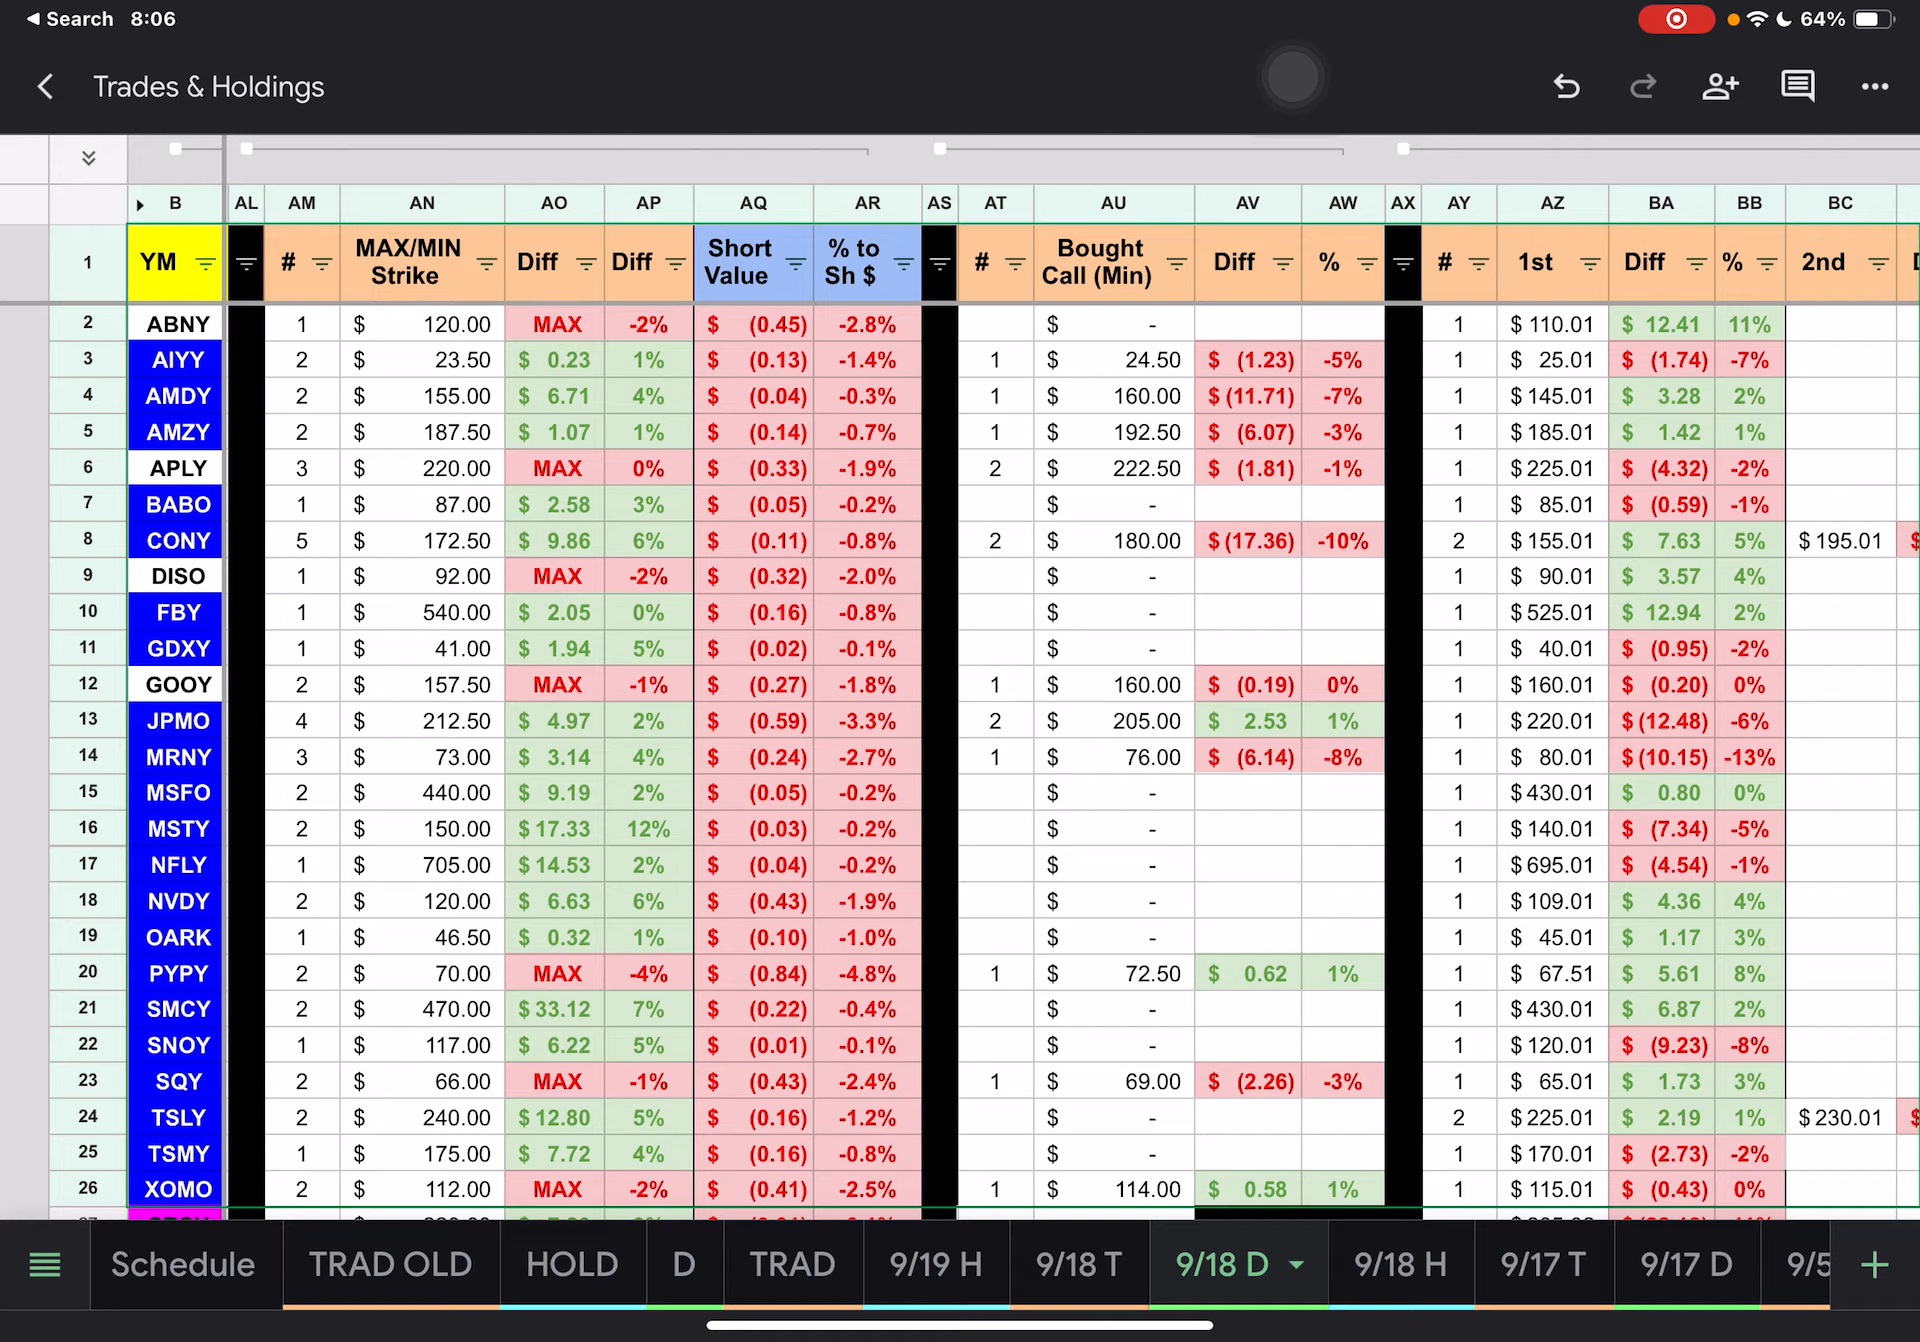 Search 8:06 64%
Trades & Holdings
B AL AM AN AO AP AQ AR AS AT AU AV AW AX AY AZ BA BB BC
1 YM # MAX/MIN Strike Diff Diff Short Value % to Sh $ # Bought Call (Min) Diff % # 1st Diff % 2nd
2 ABNY 1 $ 120.00 MAX -2% $ (0.45) -2.8% $ - 1 $ 110.01 $ 12.41 11%
3 AIYY 2 $ 23.50 $ 0.23 1% $ (0.13) -1.4% 1 $ 24.50 $ (1.23) -5% 1 $ 25.01 $ (1.74) -7%
4 AMDY 2 $ 155.00 $ 6.71 4% $ (0.04) -0.3% 1 $ 160.00 $ (11.71) -7% 1 $ 145.01 $ 3.28 2%
5 AMZY 2 $ 187.50 $ 1.07 1% $ (0.14) -0.7% 1 $ 192.50 $ (6.07) -3% 1 $ 185.01 $ 1.42 1%
6 APLY 3 $ 220.00 MAX 0% $ (0.33) -1.9% 2 $ 222.50 $ (1.81) -1% 1 $ 225.01 $ (4.32) -2%
7 BABO 1 $ 87.00 $ 2.58 3% $ (0.05) -0.2% $ - 1 $ 85.01 $ (0.59) -1%
8 CONY 5 $ 172.50 $ 9.86 6% $ (0.11) -0.8% 2 $ 180.00 $ (17.36) -10% 2 $ 155.01 $ 7.63 5% $ 195.01 $
9 DISO 1 $ 92.00 MAX -2% $ (0.32) -2.0% $ - 1 $ 90.01 $ 3.57 4%
10 FBY 1 $ 540.00 $ 2.05 0% $ (0.16) -0.8% $ - 1 $ 525.01 $ 12.94 2%
11 GDXY 1 $ 41.00 $ 1.94 5% $ (0.02) -0.1% $ - 1 $ 40.01 $ (0.95) -2%
12 GOOY 2 $ 157.50 MAX -1% $ (0.27) -1.8% 1 $ 160.00 $ (0.19) 0% 1 $ 160.01 $ (0.20) 0%
13 JPMO 4 $ 212.50 $ 4.97 2% $ (0.59) -3.3% 2 $ 205.00 $ 2.53 1% 1 $ 220.01 $ (12.48) -6%
14 MRNY 3 $ 73.00 $ 3.14 4% $ (0.24) -2.7% 1 $ 76.00 $ (6.14) -8% 1 $ 80.01 $ (10.15) -13%
15 MSFO 2 $ 440.00 $ 9.19 2% $ (0.05) -0.2% $ - 1 $ 430.01 $ 0.80 0%
16 MSTY 2 $ 150.00 $ 17.33 12% $ (0.03) -0.2% $ - 1 $ 140.01 $ (7.34) -5%
17 NFLY 1 $ 705.00 $ 14.53 2% $ (0.04) -0.2% $ - 1 $ 695.01 $ (4.54) -1%
18 NVDY 2 $ 120.00 $ 6.63 6% $ (0.43) -1.9% $ - 1 $ 109.01 $ 4.36 4%
19 OARK 1 $ 46.50 $ 0.32 1% $ (0.10) -1.0% $ - 1 $ 45.01 $ 1.17 3%
20 PYPY 2 $ 70.00 MAX -4% $ (0.84) -4.8% 1 $ 72.50 $ 0.62 1% 1 $ 67.51 $ 5.61 8%
21 SMCY 2 $ 470.00 $ 33.12 7% $ (0.22) -0.4% $ - 1 $ 430.01 $ 6.87 2%
22 SNOY 1 $ 117.00 $ 6.22 5% $ (0.01) -0.1% $ - 1 $ 120.01 $ (9.23) -8%
23 SQY 2 $ 66.00 MAX -1% $ (0.43) -2.4% 1 $ 69.00 $ (2.26) -3% 1 $ 65.01 $ 1.73 3%
24 TSLY 2 $ 240.00 $ 12.80 5% $ (0.16) -1.2% $ - 2 $ 225.01 $ 2.19 1% $ 230.01 $
25 TSMY 1 $ 175.00 $ 7.72 4% $ (0.16) -0.8% $ - 1 $ 170.01 $ (2.73) -2%
26 XOMO 2 $ 112.00 MAX -2% $ (0.41) -2.5% 1 $ 114.00 $ 0.58 1% 1 $ 115.01 $ (0.43) 0%
Schedule TRAD OLD HOLD D TRAD 9/19 H 9/18 T 9/18 D 9/18 H 9/17 T 9/17 D 9/5